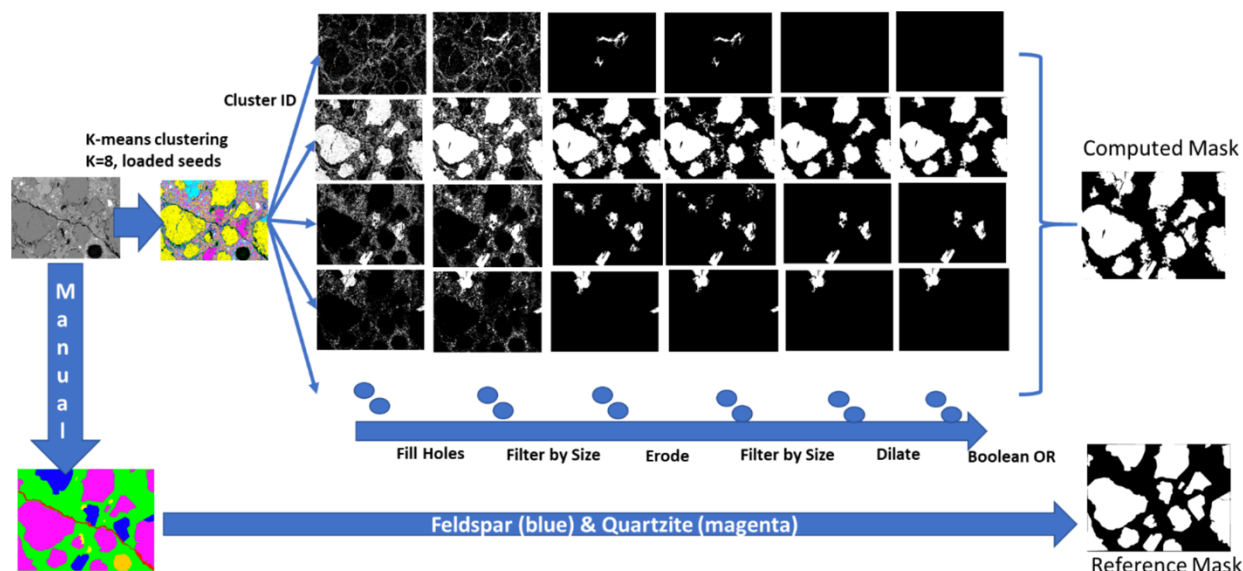 Cluster ID
K-means clustering
K=8, loaded seeds
Computed Mask
Manual
Fill Holes
Filter by Size
Erode
Filter by Size
Dilate
Boolean OR
Feldspar (blue) & Quartzite (magenta)
Reference Mask